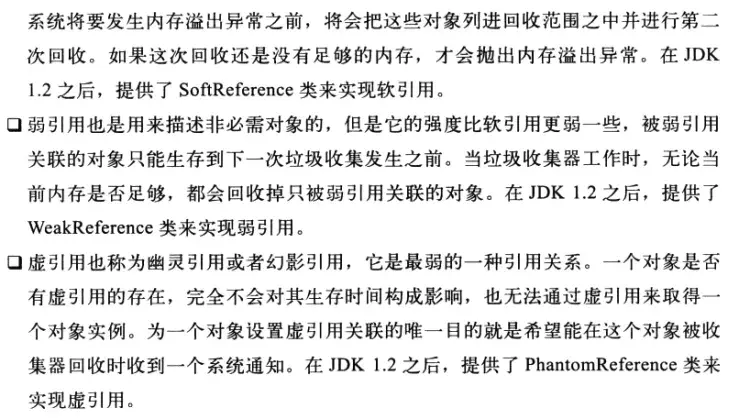 系统将要发生内存溢出异常之前，将会把这些对象列进回收范围之中并进行第二
次回收。如果这次回收还是没有足够的内存，才会抛出内存溢出异常。在 JDK
1.2 之后，提供了 SoftReference 类来实现软引用。
❑ 弱引用也是用来描述非必需对象的，但是它的强度比软引用更弱一些，被弱引用
关联的对象只能生存到下一次垃圾收集发生之前。当垃圾收集器工作时，无论当
前内存是否足够，都会回收掉只被弱引用关联的对象。在 JDK 1.2 之后，提供了
WeakReference 类来实现弱引用。
❑ 虚引用也称为幽灵引用或者幻影引用，它是最弱的一种引用关系。一个对象是否
有虚引用的存在，完全不会对其生存时间构成影响，也无法通过虚引用来取得一
个对象实例。为一个对象设置虚引用关联的唯一目的就是希望能在这个对象被收
集器回收时收到一个系统通知。在 JDK 1.2 之后，提供了 PhantomReference 类来
实现虚引用。